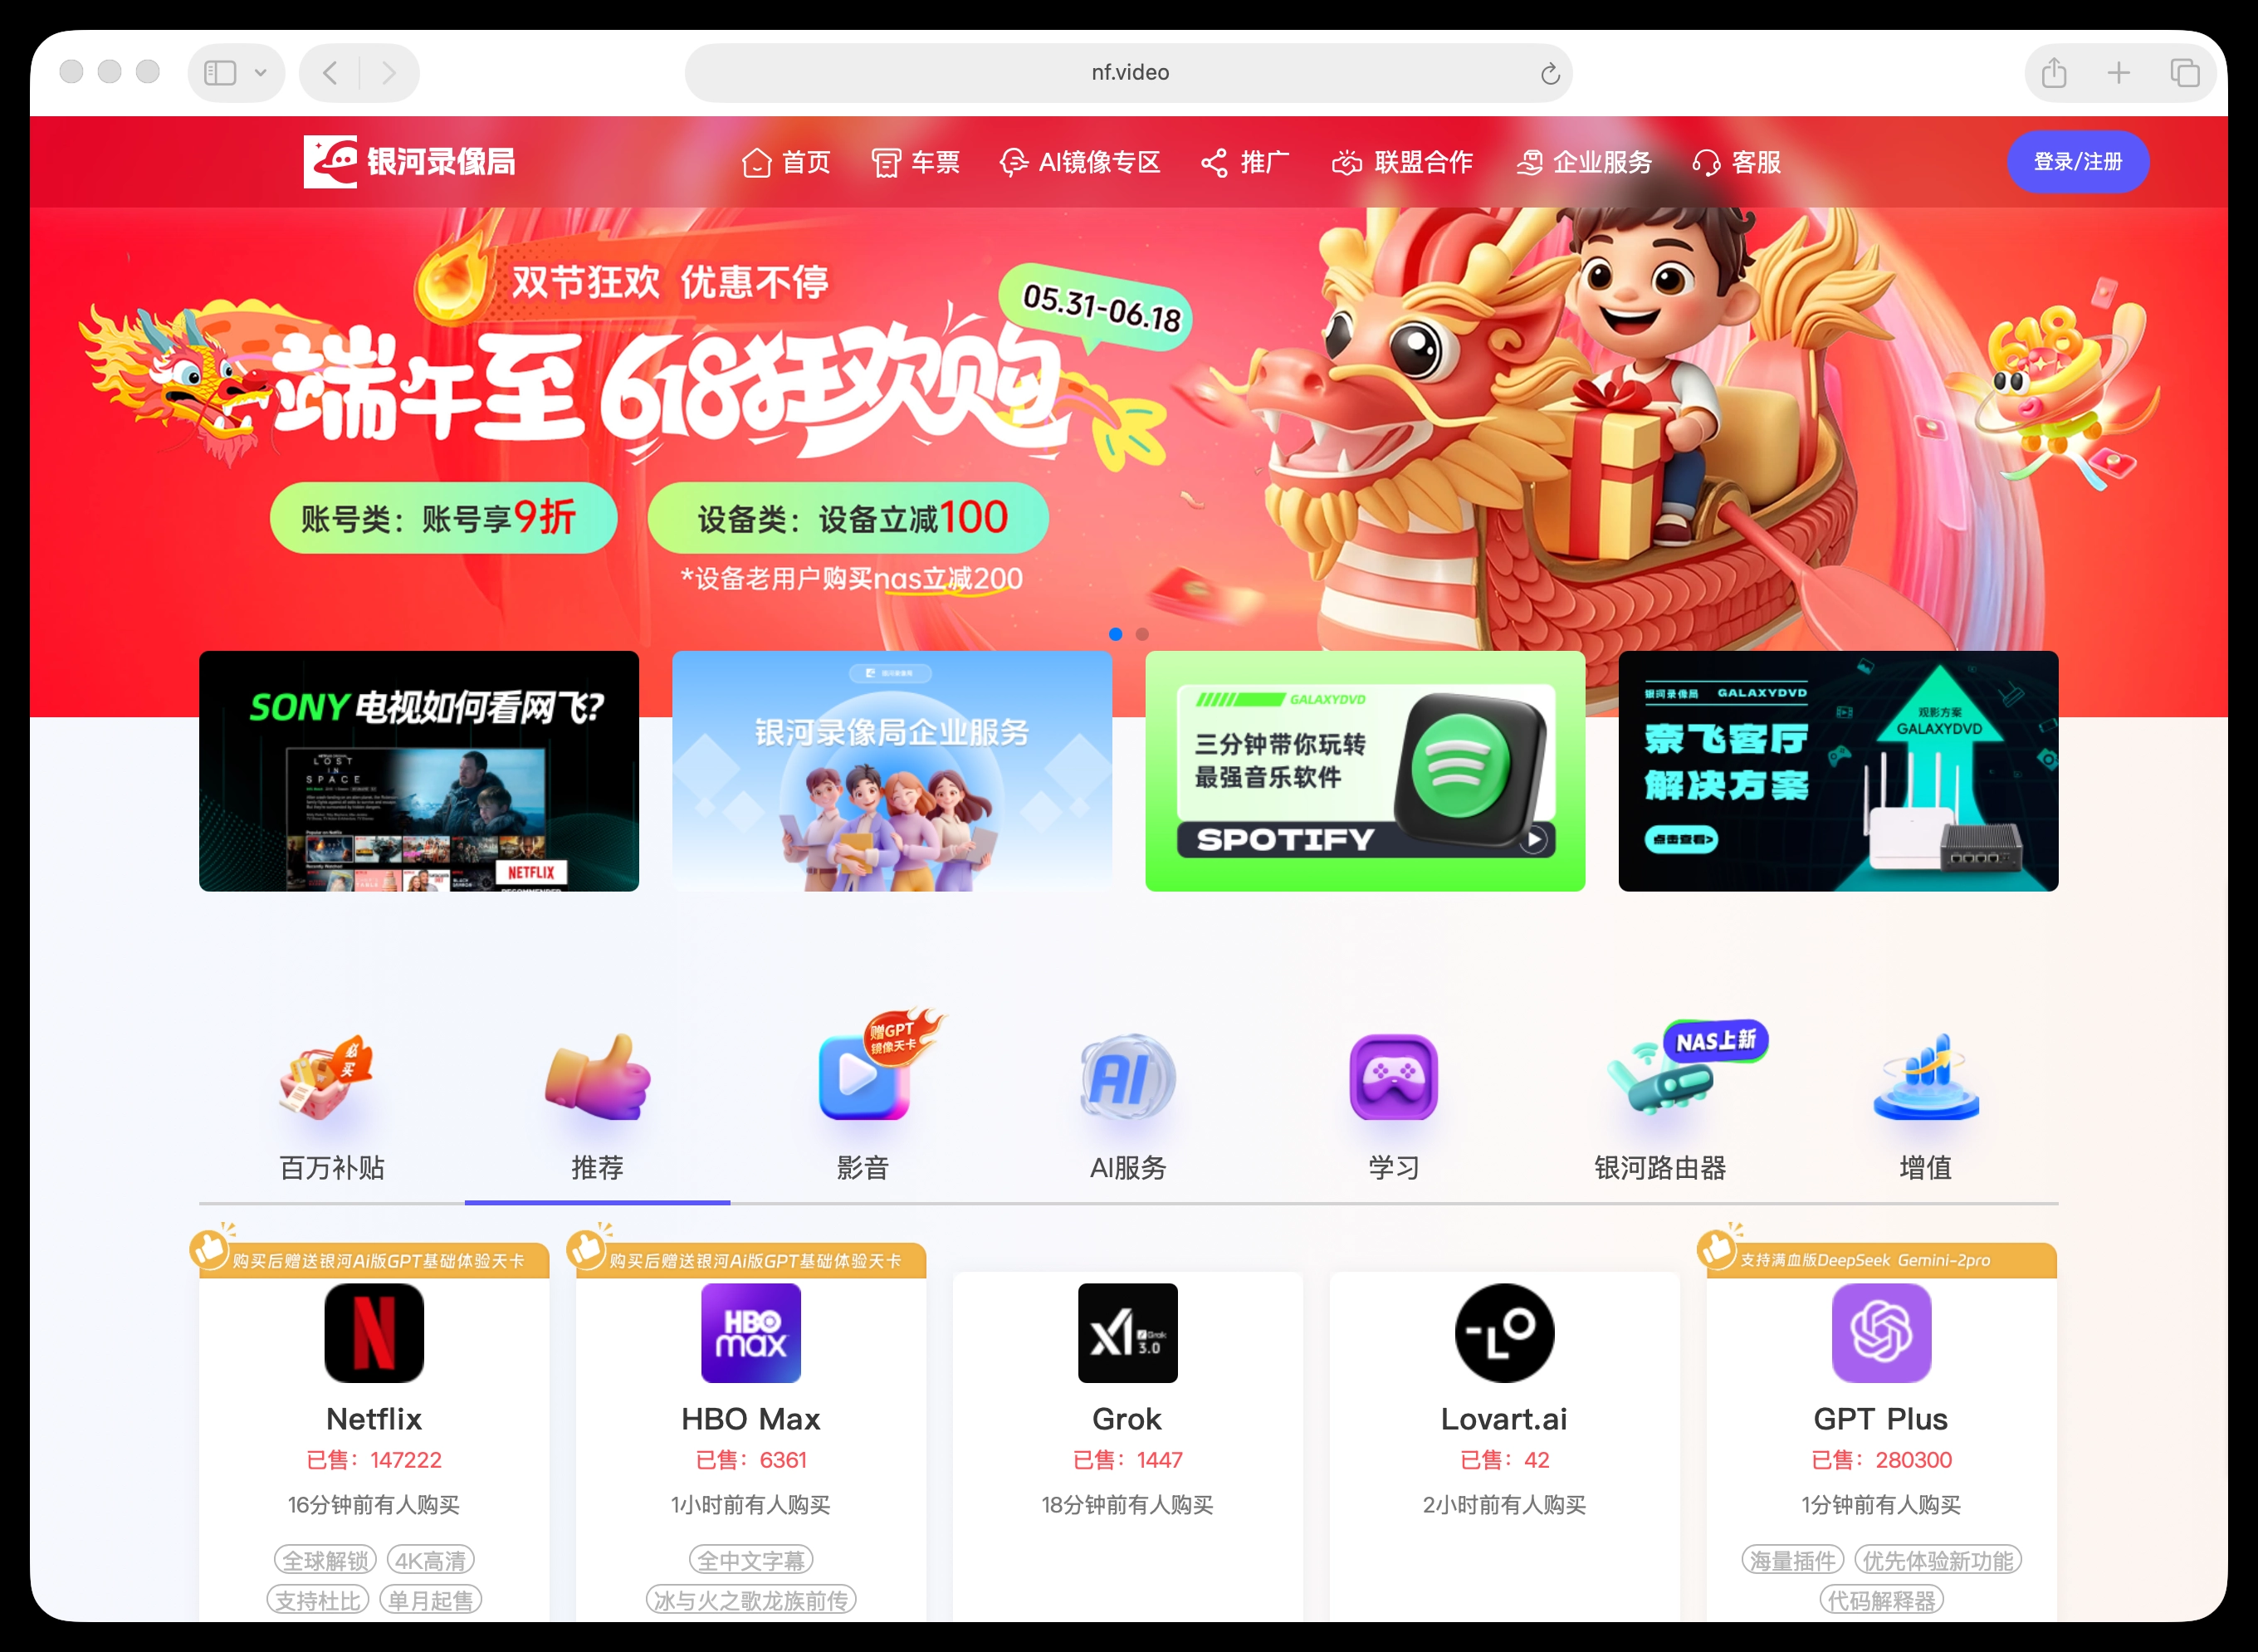 nf.video
银河录像局
首页
车票
AI镜像专区
推广
联盟合作
企业服务
客服
登录/注册
双节狂欢 优惠不停
05.31-06.18
端午至618狂欢购
618
账号类：账号享9折
设备类：设备立减100
*设备老用户购买nas立减200
SONY 电视如何看网飞?
LOST
IN
SPACE
NETFLIX
银河录像局企业服务
GALAXYDVD
三分钟带你玩转
最强音乐软件
SPOTIFY
银河录像局 GALAXYDVD
奈飞客厅
解决方案
点击查看>
观影方案
GALAXYDVD
必买
赠GPT
镜像天卡
AI
NAS上新
百万补贴
推荐
影音
AI服务
学习
银河路由器
增值
购买后赠送银河Ai版GPT基础体验天卡
购买后赠送银河Ai版GPT基础体验天卡
支持满血版DeepSeek Gemini-2pro
HBO
max
Grok
3.0
Netflix
HBO Max
Grok
Lovart.ai
GPT Plus
已售：147222
已售：6361
已售：1447
已售：42
已售：280300
16分钟前有人购买
1小时前有人购买
18分钟前有人购买
2小时前有人购买
1分钟前有人购买
全球解锁
4K高清
全中文字幕
海量插件
优先体验新功能
支持杜比
单月起售
冰与火之歌龙族前传
代码解释器